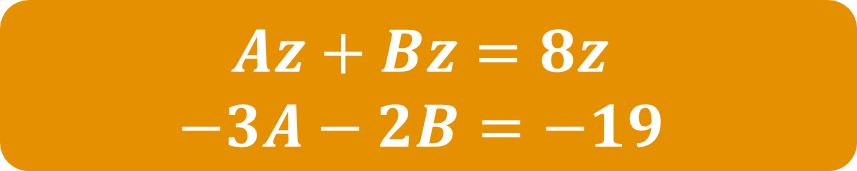 Az + Bz = 8z
−3A − 2B = −19